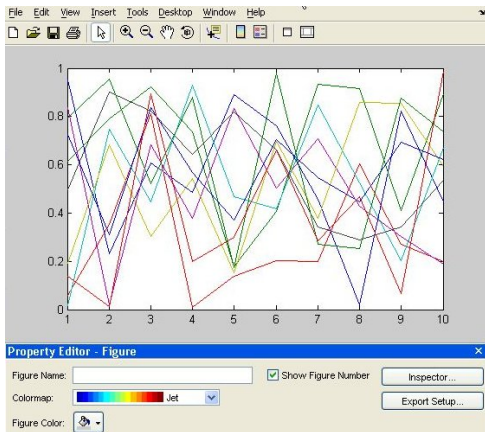 File Edit View Insert Tools Desktop Window Help
1
0.8
0.6
0.4
0.2
0
1 2 3 4 5 6 7 8 9 10
Property Editor - Figure
Figure Name: Show Figure Number Inspector...
Colormap: Jet Export Setup...
Figure Color: